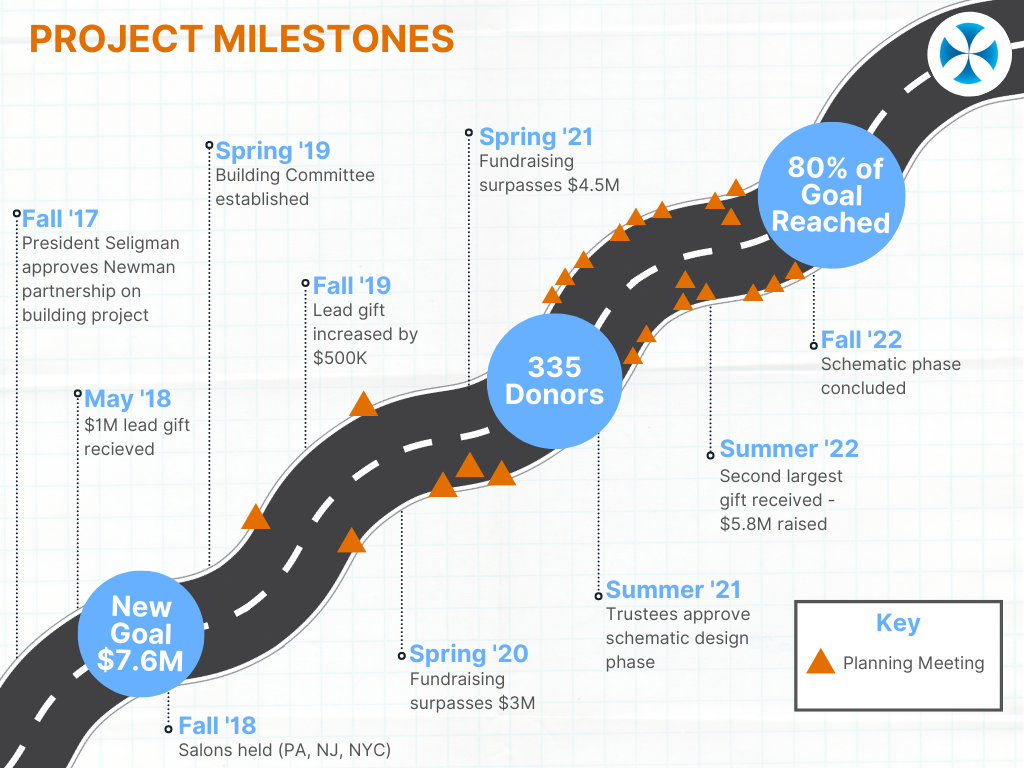 PROJECT MILESTONES
Fall '17
President Seligman
approves Newman
partnership on
building project
May '18
$1M lead gift
recieved
New
Goal
$7.6M
Fall '18
Salons held (PA, NJ, NYC)
Spring '19
Building Committee
established
Fall '19
Lead gift
increased by
$500K
Spring '20
Fundraising
surpasses $3M
Spring '21
Fundraising
surpasses $4.5M
335
Donors
Summer '21
Trustees approve
schematic design
phase
Summer '22
Second largest
gift received -
$5.8M raised
80% of
Goal
Reached
Fall '22
Schematic phase
concluded
Key
Planning Meeting